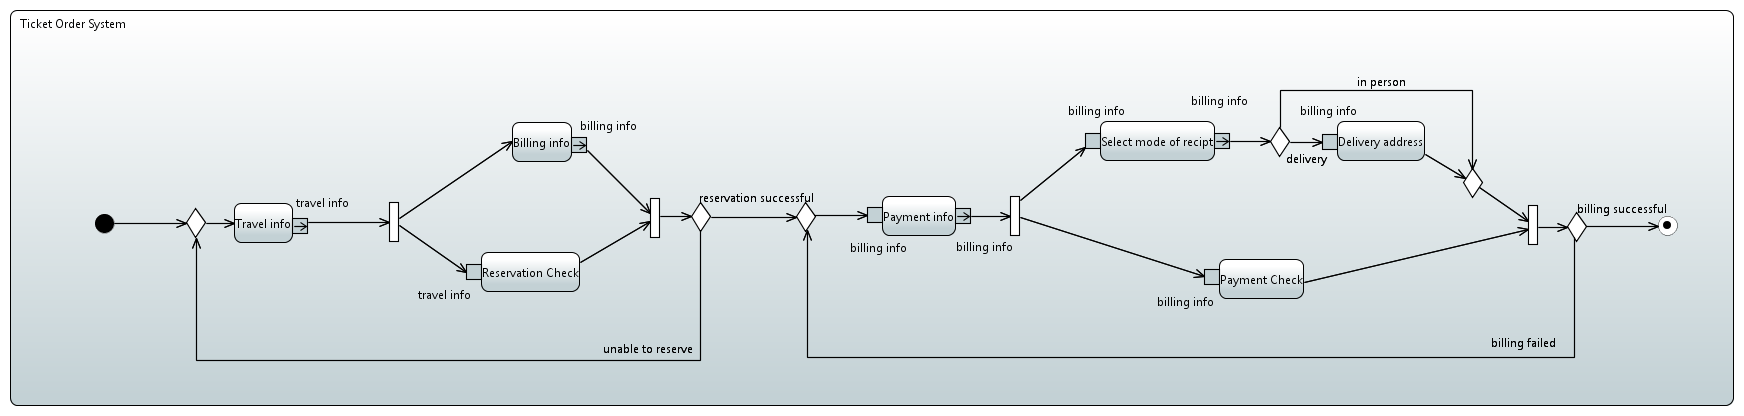 Ticket Order System
Travel info
travel info
Billing info
billing info
Reservation Check
travel info
reservation successful
unable to reserve
Payment info
billing info
billing info
billing info
Select mode of recipt
billing info
in person
delivery
billing info
Delivery address
billing info
Payment Check
billing successful
billing failed